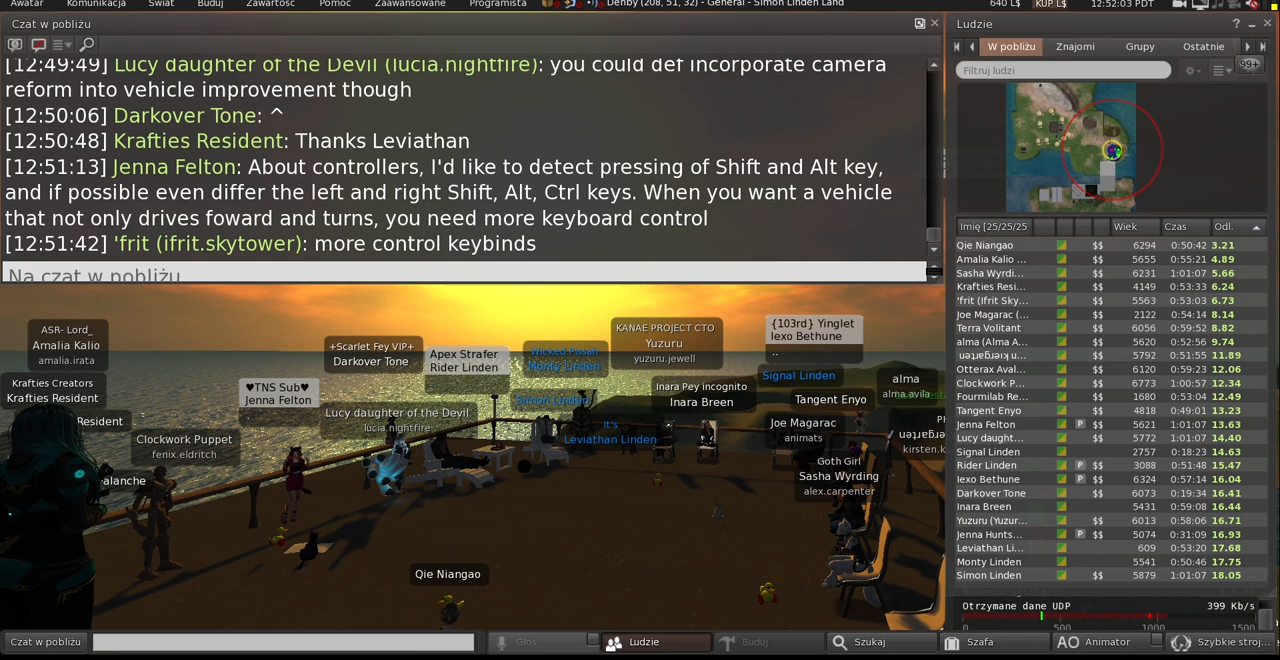 Awatar Komunikacja Świat Buduj Zawartość Pomoc Zaawansowane Programista Denby (208, 51, 32) - General - Simon Linden Land 640 L$ KUP L$ 12:52:03 PDT
Czat w pobliżu
[12:49:49] Lucy daughter of the Devil (lucia.nightfire): you could def incorporate camera
reform into vehicle improvement though
[12:50:06] Darkover Tone: ^
[12:50:48] Krafties Resident: Thanks Leviathan
[12:51:13] Jenna Felton: About controllers, I'd like to detect pressing of Shift and Alt key,
and if possible even differ the left and right Shift, Alt, Ctrl keys. When you want a vehicle
that not only drives foward and turns, you need more keyboard control
[12:51:42] 'frit (ifrit.skytower): more control keybinds
Na czat w pobliżu
ASR- Lord_
Amalia Kalio
amalia.irata
Krafties Creators
Krafties Resident
Resident
Clockwork Puppet
fenix.eldritch
avalanche
♥TNS Sub♥
Jenna Felton
+Scarlet Fey VIP+
Darkover Tone
Lucy daughter of the Devil
lucia.nightfire
Apex Strafer
Rider Linden
Wicked Pissah
Monty Linden
Simon Linden
It's
Leviathan Linden
KANAE PROJECT CTO
Yuzuru
yuzuru.jewell
Inara Pey incognito
Inara Breen
{103rd} Yinglet
Iexo Bethune
..
Signal Linden
Tangent Enyo
Joe Magarac
animats
Goth Girl
Sasha Wyrding
alex.carpenter
alma
alma.avila
kirsten.k
Qie Niangao
Ludzie
W pobliżu Znajomi Grupy Ostatnie
Filtruj ludzi
99+
Imię [25/25/25 Wiek Czas Odl.
Qie Niangao $$ 6294 0:50:42 3.21
Amalia Kalio ... $$ 5655 0:55:21 4.89
Sasha Wyrdi... $$ 6231 1:01:07 5.66
Krafties Resi... $$ 4149 0:53:33 6.24
'frit (Ifrit Sky... $$ 5563 0:53:03 6.73
Joe Magarac (... $$ 2122 0:54:14 8.14
Terra Volitant $$ 6056 0:59:52 8.82
alma (Alma A... $$ 5620 0:52:56 9.74
$$ 5792 0:51:55 11.89
Otterax Aval... $$ 6120 0:59:23 12.06
Clockwork P... $$ 6773 1:00:57 12.34
Fourmilab Re... $$ 1680 0:53:04 12.49
Tangent Enyo $$ 4818 0:49:01 13.23
Jenna Felton P $$ 5621 1:01:07 13.63
Lucy daught... $$ 5772 1:01:07 14.40
Signal Linden 2757 0:18:23 14.63
Rider Linden P $$ 3088 0:51:48 15.47
Iexo Bethune P $$ 6324 0:57:14 16.04
Darkover Tone $$ 6073 0:19:34 16.41
Inara Breen 5431 0:59:08 16.44
Yuzuru (Yuzur... $$ 6013 0:58:06 16.71
Jenna Hunts... P $$ 5074 0:31:09 16.93
Leviathan Li... 609 0:53:20 17.68
Monty Linden 5541 0:50:46 17.75
Simon Linden $$ 5879 1:01:07 18.05
Otrzymane dane UDP 399 Kb/s
0 500 1000 1500
Czat w pobliżu Głos Ludzie Buduj Szukaj Szafa AO Animator Szybkie stroj...